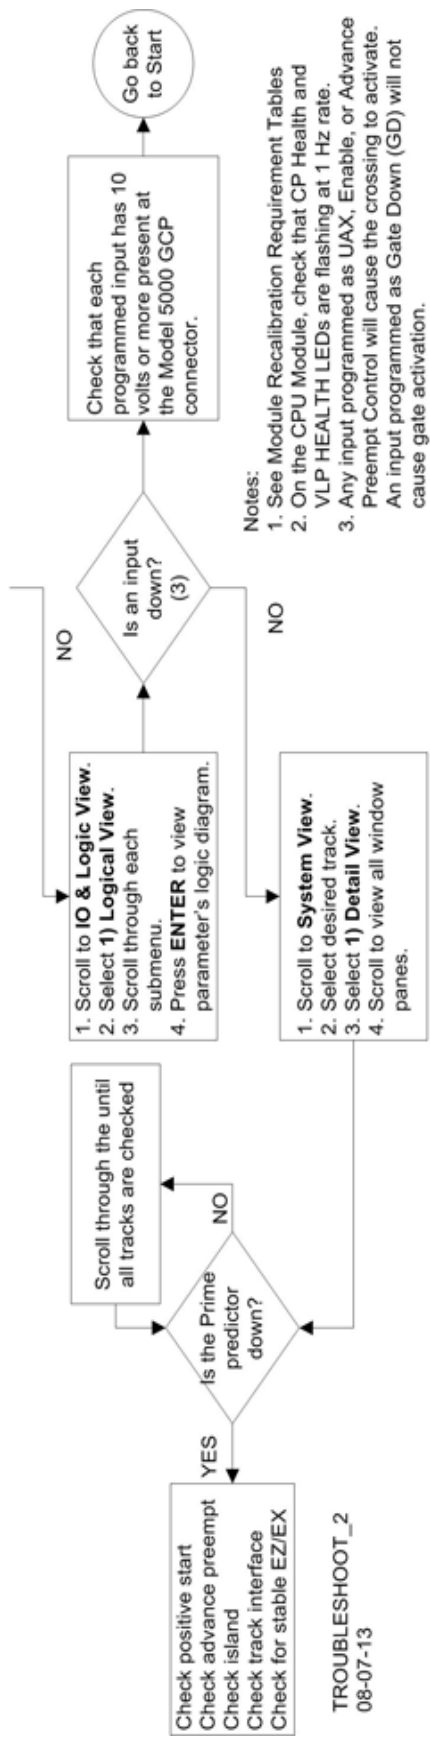 NO
1. Scroll to IO & Logic View.
2. Select 1) Logical View.
3. Scroll through each
submenu.
4. Press ENTER to view
parameter's logic diagram.
Is an input
down?
(3)
Check that each
programmed input has 10
volts or more present at
the Model 5000 GCP
connector.
Go back
to Start
NO
1. Scroll to System View.
2. Select desired track.
3. Select 1) Detail View.
4. Scroll to view all window
panes.
Scroll through the until
all tracks are checked
NO
Is the Prime
predictor
down?
YES
Check positive start
Check advance preempt
Check island
Check track interface
Check for stable EZ/EX
Notes:
1. See Module Recalibration Requirement Tables
2. On the CPU Module, check that CP Health and
VLP HEALTH LEDs are flashing at 1 Hz rate.
3. Any input programmed as UAX, Enable, or Advance
Preempt Control will cause the crossing to activate.
An input programmed as Gate Down (GD) will not
cause gate activation.
TROUBLESHOOT_2
08-07-13